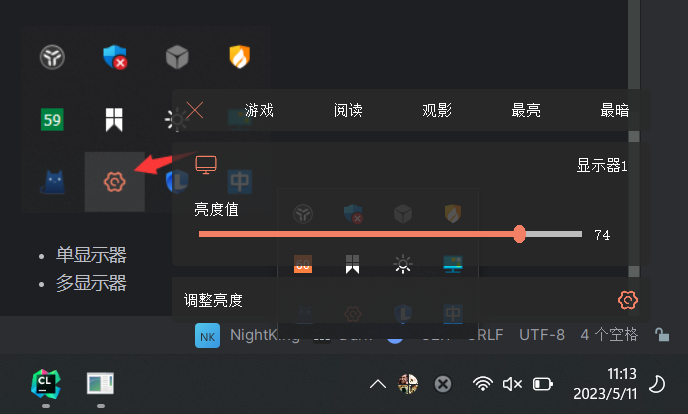 59
游戏 阅读 观影 最亮 最暗
显示器1
亮度值
74
60
单显示器
多显示器
中
中
调整亮度
NK NightKing CRLF UTF-8 4 个空格
CL
11:13
2023/5/11